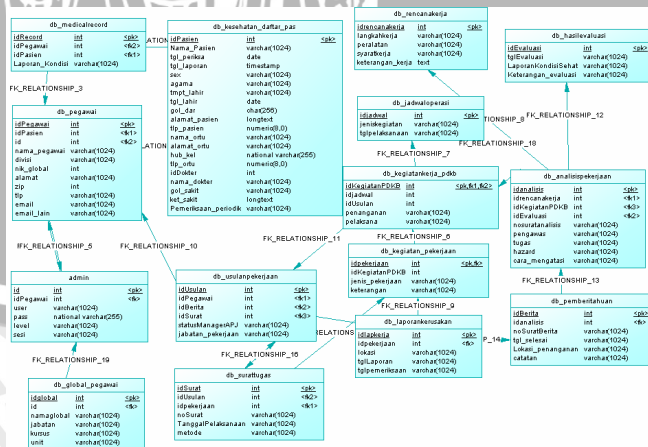 db_medicalrecord
idRecord int <pk>
idPegawai int <fk2>
idPasien int <fk1>
Laporan_Kondisi varchar(1024)
FK_RELATIONSHIP_3
db_kesehatan_daftar_pas
idPasien int <pk>
Nama_Pasien varchar(1024)
tgl_periksa date
tgl_laporan timestamp
sex varchar(1024)
agama varchar(1024)
tmpt_lahir varchar(1024)
tgl_lahir date
gol_dar char(256)
alamat_pasien longtext
tlp_pasien numeric(8,0)
nama_ortu varchar(1024)
alamat_ortu varchar(1024)
hub_kel national varchar(255)
tlp_ortu numeric(8,0)
idDokter int
nama_dokter varchar(1024)
gol_sakit varchar(1024)
ket_sakit longtext
Pemeriksaan_periodik varchar(1024)
db_rencanakerja
idrencanakerja int <pk>
langkahkerja varchar(1024)
peralatan varchar(1024)
syaratkerja varchar(1024)
keterangan_kerja text
db_hasilevaluasi
idEvaluasi int <pk>
tglEvaluasi int
LaporanKondisiSehat varchar(1024)
Keterangan_evaluasi varchar(1024)
FK_RELATIONSHIP_12
db_pegawai
idPegawai int <pk>
idPasien int <fk1>
id int <fk2>
nama_pegawai varchar(1024)
divisi varchar(1024)
nik_global int
alamat varchar(1024)
zip int
tlp varchar(1024)
email varchar(1024)
email_lain varchar(1024)
db_jadwaloperasi
idjadwal int <pk>
jeniskegiatan varchar(1024)
tglpelaksanaan varchar(1024)
FK_RELATIONSHIP_7
FK_RELATIONSHIP_18
db_kegiatankerja_pdkb
idKegiatanPDKB int <pk,fk1,fk2>
idjadwal int
idUsulan int
penanganan varchar(1024)
pelaksana varchar(1024)
FK_RELATIONSHIP_6
db_analisispekerjaan
idanalisis int <pk>
idrencanakerja int <fk1>
idKegiatanPDKB int <fk3>
idEvaluasi int <fk2>
nosuratanalisis varchar(1024)
pengawas varchar(1024)
tugas varchar(1024)
hazard varchar(1024)
cara_mengatasi varchar(1024)
FK_RELATIONSHIP_13
FK_RELATIONSHIP_5
FK_RELATIONSHIP_10
FK_RELATIONSHIP_11
admin
id int <pk>
idPegawai int <fk>
user varchar(1024)
pass national varchar(255)
level varchar(1024)
sesi varchar(1024)
FK_RELATIONSHIP_19
db_usulanpekerjaan
idUsulan int <pk>
idPegawai int <fk1>
idBerita int <fk2>
idSurat int <fk3>
statusManagerAPJ varchar(1024)
jabatan_pekerjaan varchar(1024)
FK_RELATIONSHIP_16
db_kegiatan_pekerjaan
idpekerjaan int <pk,fk>
idKegiatanPDKB int
jenis_pekerjaan varchar(1024)
keterangan varchar(1024)
FK_RELATIONSHIP_9
db_laporankerusakan
idlapkerja int <pk>
idpekerjaan int <fk>
lokasi varchar(1024)
tglLaporan varchar(1024)
tglpemeriksaan varchar(1024)
db_pemberitahuan
idBerita int <pk>
idanalisis int <fk>
noSuratBerita varchar(1024)
tgl_selesai varchar(1024)
Lokasi_penanganan varchar(1024)
catatan varchar(1024)
db_global_pegawai
idglobal int <pk>
id int <fk>
namaglobal varchar(1024)
jabatan varchar(1024)
kursus varchar(1024)
unit varchar(1024)
db_surattugas
idSurat int <pk>
idUsulan int <fk2>
idpekerjaan int <fk1>
noSurat varchar(1024)
TanggalPelaksanaan varchar(1024)
metode varchar(1024)